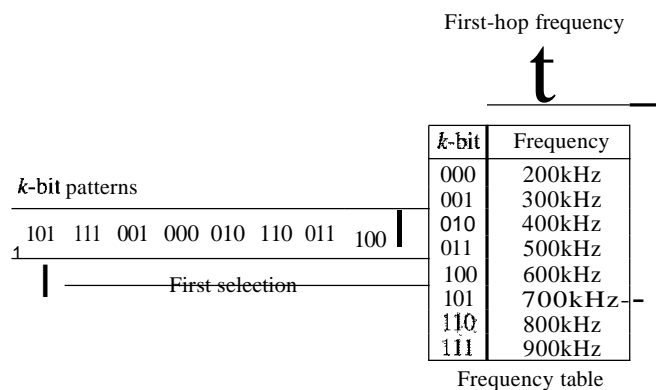 First-hop frequency
t
k-bit Frequency
000 200kHz
k-bit patterns
001 300kHz
101 111 001 000 010 110 011 100
010 400kHz
1
011 500kHz
First selection
100 600kHz
101 700kHz--
110 800kHz
111 900kHz
Frequency table